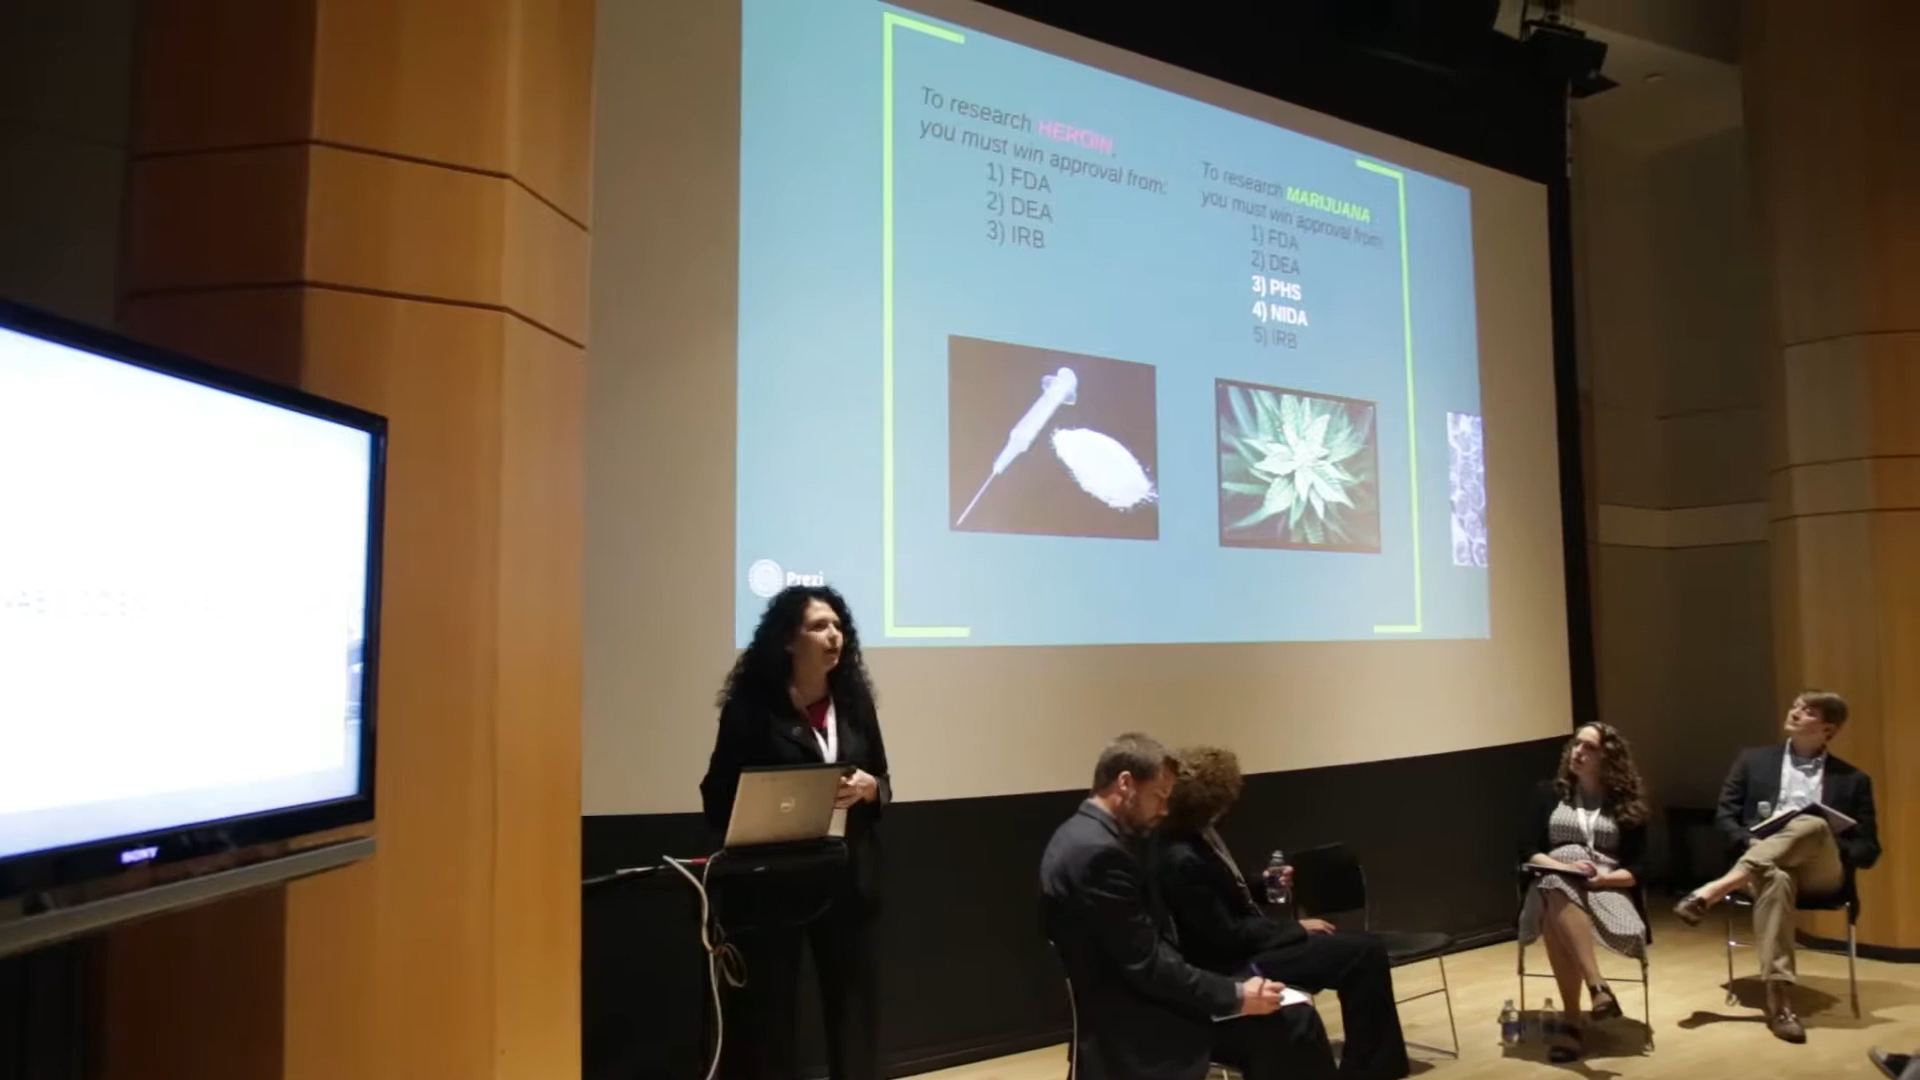 To research HEROIN,
you must win approval from:
1) FDA
2) DEA
3) IRB
To research MARIJUANA
you must win approval from:
1) FDA
2) DEA
3) PHS
4) NIDA
5) IRB
Prezi
DELL
SONY